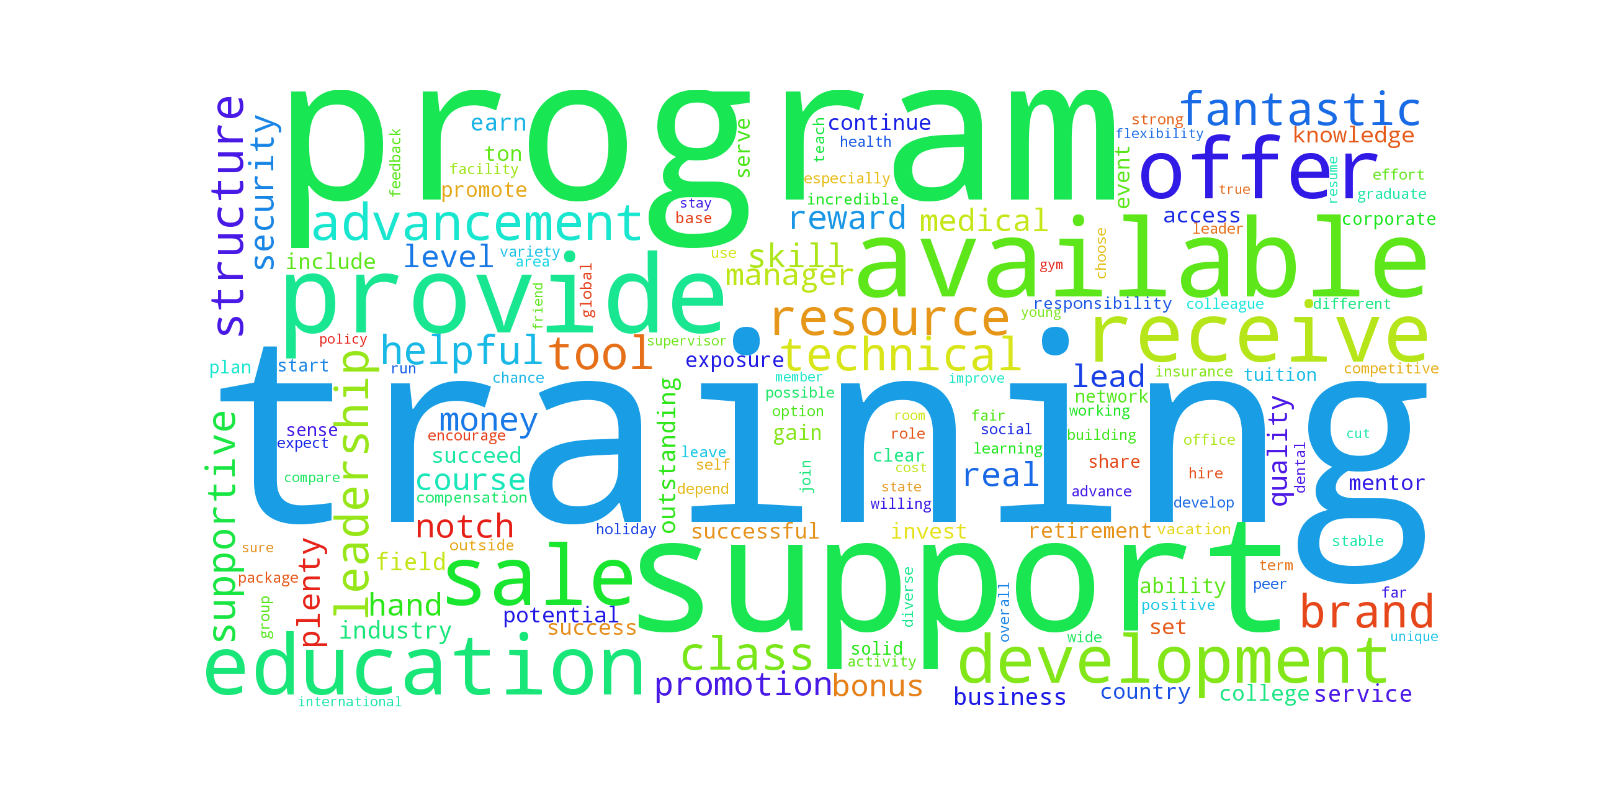 program
training
support
provide
available
offer
receive
education
development
sale
fantastic
advancement
structure
security
supportive
leadership
helpful
tool
resource
technical
class
brand
notch
plenty
course
money
level
skill
manager
reward
medical
knowledge
continue
earn
ton
facility
promote
feedback
serve
teach
health
especially
incredible
event
strong
flexibility
true
resume
effort
graduate
corporate
access
leader
stay
base
include
variety
area
friend
global
use
gym
choose
responsibility
colleague
different
young
policy
supervisor
exposure
plan
start
run
chance
member
possible
option
improve
lead
network
working
insurance
tuition
competitive
sense
expect
encourage
succeed
compensation
compare
outstanding
leave
self
depend
gain
join
room
role
clear
cost
state
willing
fair
social
learning
real
building
share
advance
office
hire
develop
quality
dental
cut
mentor
holiday
successful
invest
retirement
vacation
stable
sure
package
group
outside
field
hand
industry
potential
success
diverse
overall
solid
activity
wide
ability
positive
set
term
peer
far
unique
promotion
bonus
business
country
college
service
international